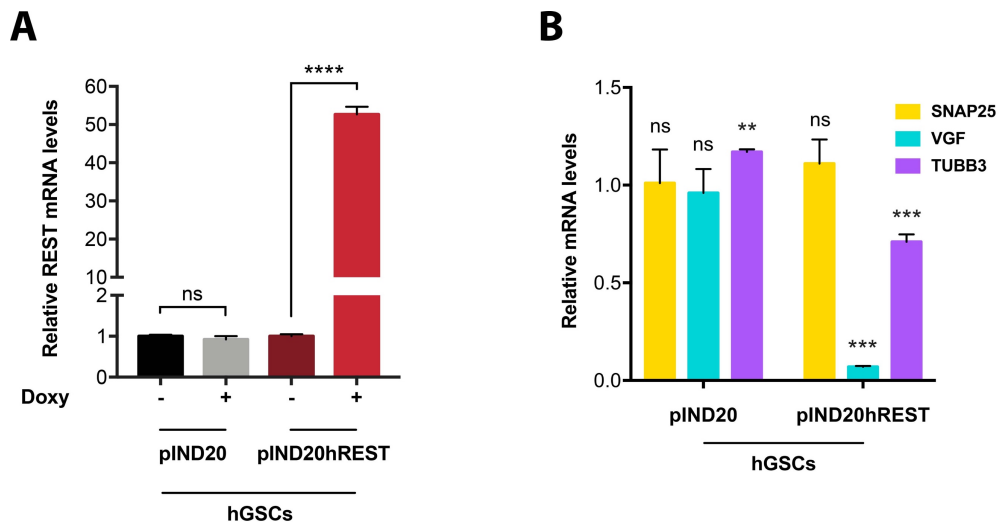 A
Relative REST mRNA levels
60
50
40
30
20
10
2
1
0
ns
****
Doxy - + - +
pIND20 pIND20hREST
hGSCs
B
Relative mRNA levels
1.5
1.0
0.5
0.0
ns ns ** ns *** ***
SNAP25
VGF
TUBB3
pIND20 pIND20hREST
hGSCs